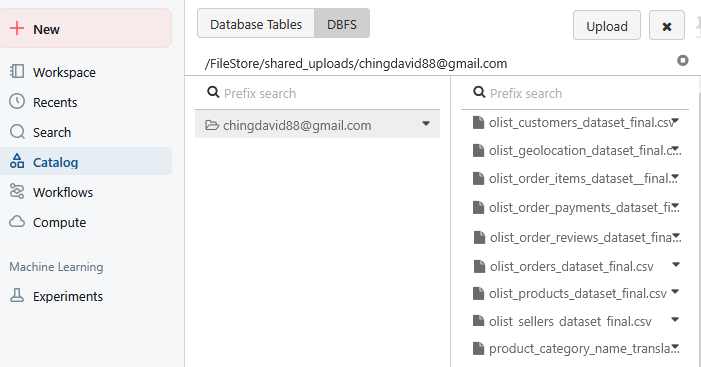 New
Workspace
Recents
Search
Catalog
Workflows
Compute
Machine Learning
Experiments
Database Tables
DBFS
Upload
/FileStore/shared_uploads/chingdavid88@gmail.com
Prefix search
chingdavid88@gmail.com
Prefix search
olist_customers_dataset_final.csv
olist_geolocation_dataset_final.c...
olist_order_items_dataset__final...
olist_order_payments_dataset_fi...
olist_order_reviews_dataset_fina...
olist_orders_dataset_final.csv
olist_products_dataset_final.csv
olist_sellers_dataset_final.csv
product_category_name_transla...